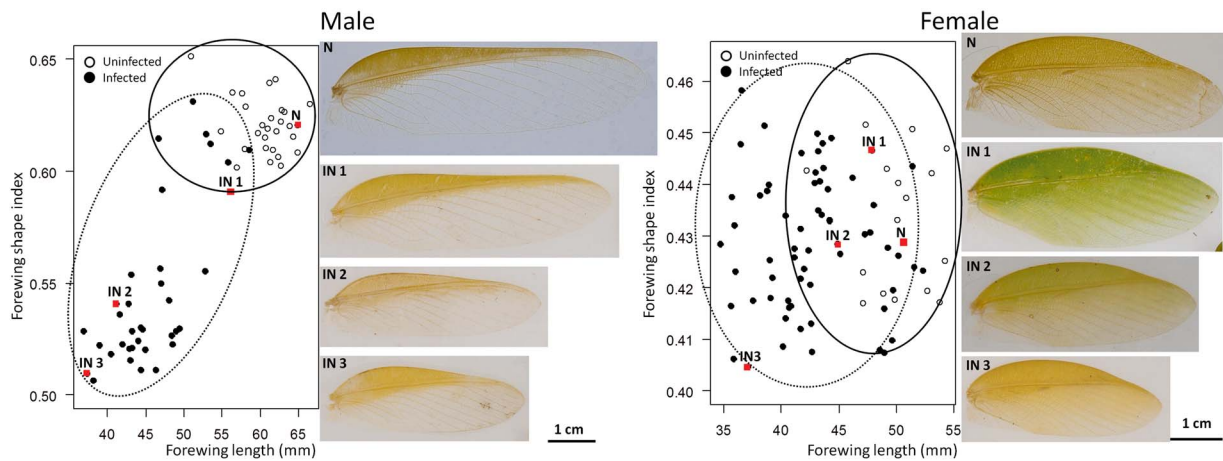 Male
Forewing shape index
0.65
0.60
0.55
0.50
Uninfected
Infected
N
IN 1
IN 2
IN 3
40 45 50 55 60 65
Forewing length (mm)
N
IN 1
IN 2
IN 3
1 cm
Female
Forewing shape index
0.46
0.45
0.44
0.43
0.42
0.41
0.40
Uninfected
Infected
IN 1
N
IN 2
IN3
35 40 45 50 55
Forewing length (mm)
N
IN 1
IN 2
IN 3
1 cm